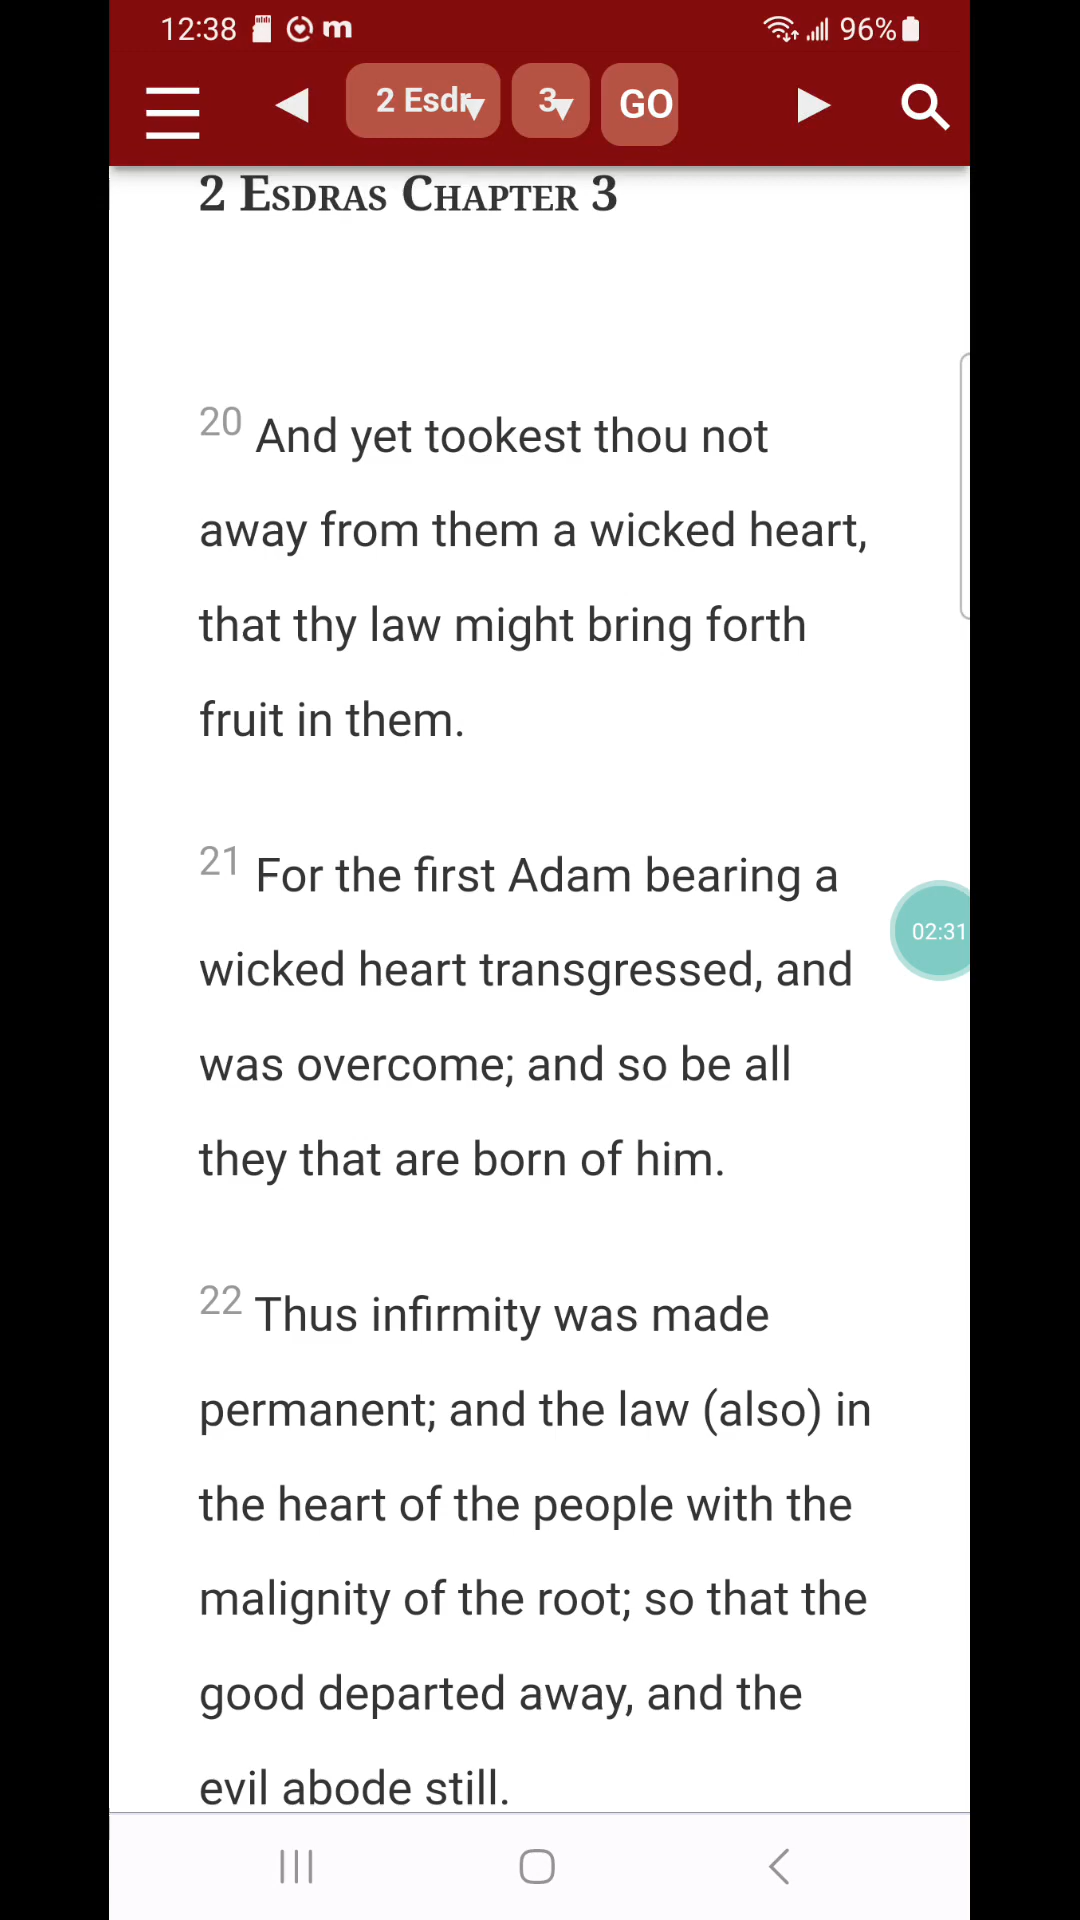 12:38 m 96%
2 Esdr 3 GO
2 Esdras Chapter 3
20 And yet tookest thou not
away from them a wicked heart,
that thy law might bring forth
fruit in them.
21 For the first Adam bearing a
02:31
wicked heart transgressed, and
was overcome; and so be all
they that are born of him.
22 Thus infirmity was made
permanent; and the law (also) in
the heart of the people with the
malignity of the root; so that the
good departed away, and the
evil abode still.